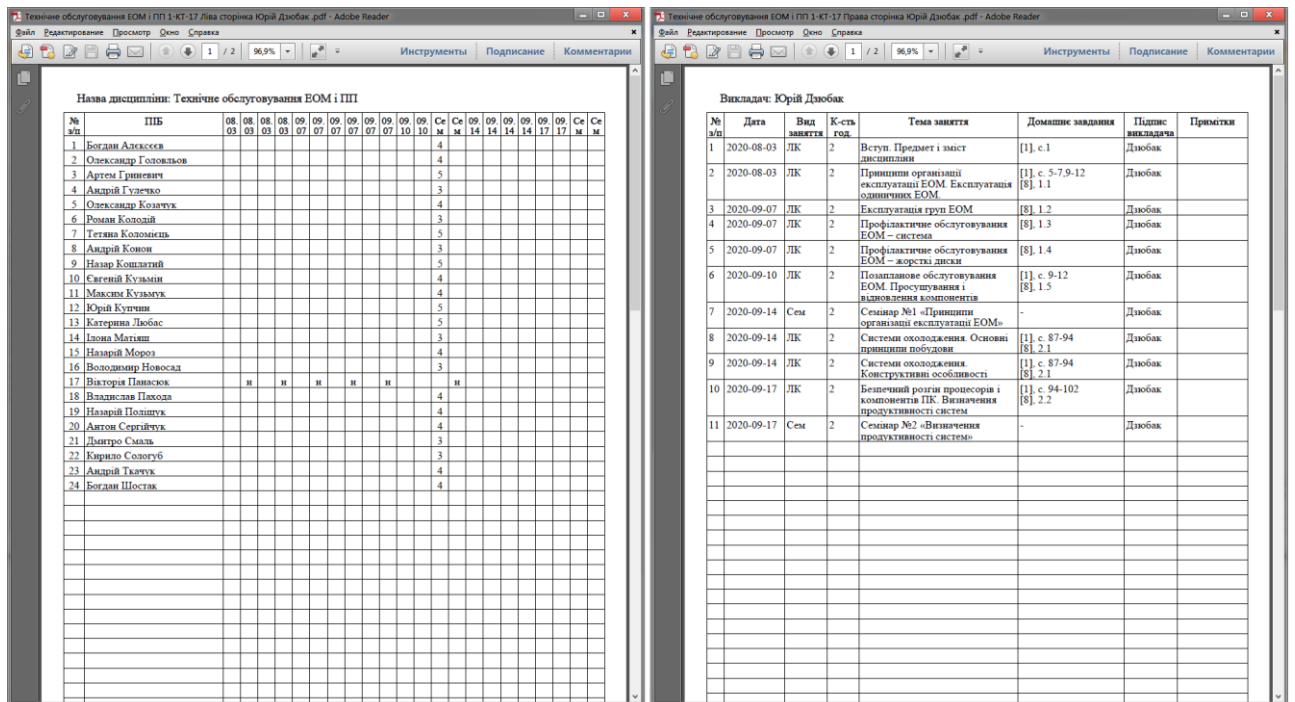 Технічне обслуговування ЕОМ і ПП 1-КТ-17 Ліва сторінка Юрій Дзюбак .pdf - Adobe Reader
Файл Редактирование Просмотр Окно Справка
1 / 2 96,9% Инструменты Подписание Комментарии
Назва дисципліни: Технічне обслуговування ЕОМ і ПП
№ з/п ПІБ 08. 03 08. 03 08. 03 08. 03 09. 07 09. 07 09. 07 09. 07 09. 07 09. 07 09. 10 09. 10 Се м Се м 09. 14 09. 14 09. 14 09. 14 09. 17 09. 17 Се м Се м
1 Богдан Алєксєєв 4
2 Олександр Головльов 4
3 Артем Гриневич 5
4 Андрій Гулечко 3
5 Олександр Козачук 4
6 Роман Колодій 3
7 Тетяна Коломієць 5
8 Андрій Конон 3
9 Назар Кошлатий 5
10 Євгеній Кузьмін 4
11 Максим Кузьмук 4
12 Юрій Купчин 5
13 Катерина Любас 5
14 Ілона Матіяш 3
15 Назарій Мороз 4
16 Володимир Новосад 3
17 Вікторія Панасюк н н н н н н
18 Владислав Пахода 4
19 Назарій Поліщук 4
20 Антон Сергійчук 4
21 Дмитро Смаль 3
22 Кирило Сологуб 3
23 Андрій Ткачук 4
24 Богдан Шостак 4
Технічне обслуговування ЕОМ і ПП 1-КТ-17 Права сторінка Юрій Дзюбак .pdf - Adobe Reader
Файл Редактирование Просмотр Окно Справка
1 / 2 96,9% Инструменты Подписание Комментарии
Викладач: Юрій Дзюбак
№ Дата Вид К-сть Тема заняття Домашнє завдання Підпис Примітки
з/п заняття год. викладача
1 2020-08-03 ЛК 2 Вступ. Предмет і зміст [1], с.1 Дзюбак
дисципліни
2 2020-08-03 ЛК 2 Принципи організації [1], с. 5-7,9-12 Дзюбак
експлуатації ЕОМ. Експлуатація [8], 1.1
одиничних ЕОМ.
3 2020-09-07 ЛК 2 Експлуатація груп ЕОМ [8], 1.2 Дзюбак
4 2020-09-07 ЛК 2 Профілактичне обслуговування [8], 1.3 Дзюбак
ЕОМ – система
5 2020-09-07 ЛК 2 Профілактичне обслуговування [8], 1.4 Дзюбак
ЕОМ – жорсткі диски
6 2020-09-10 ЛК 2 Позапланове обслуговування [1], с. 9-12 Дзюбак
ЕОМ. Просушування і [8], 1.5
відновлення компонентів
7 2020-09-14 Сем 2 Семінар №1 «Принципи - Дзюбак
організації експлуатації ЕОМ»
8 2020-09-14 ЛК 2 Системи охолодження. Основні [1], с. 87-94 Дзюбак
принципи побудови [8], 2.1
9 2020-09-14 ЛК 2 Системи охолодження. [1], с. 87-94 Дзюбак
Конструктивні особливості [8], 2.1
10 2020-09-17 ЛК 2 Безпечний розгін процесорів і [1], с. 94-102 Дзюбак
компонентів ПК. Визначення [8], 2.2
продуктивності систем
11 2020-09-17 Сем 2 Семінар №2 «Визначення - Дзюбак
продуктивності систем»